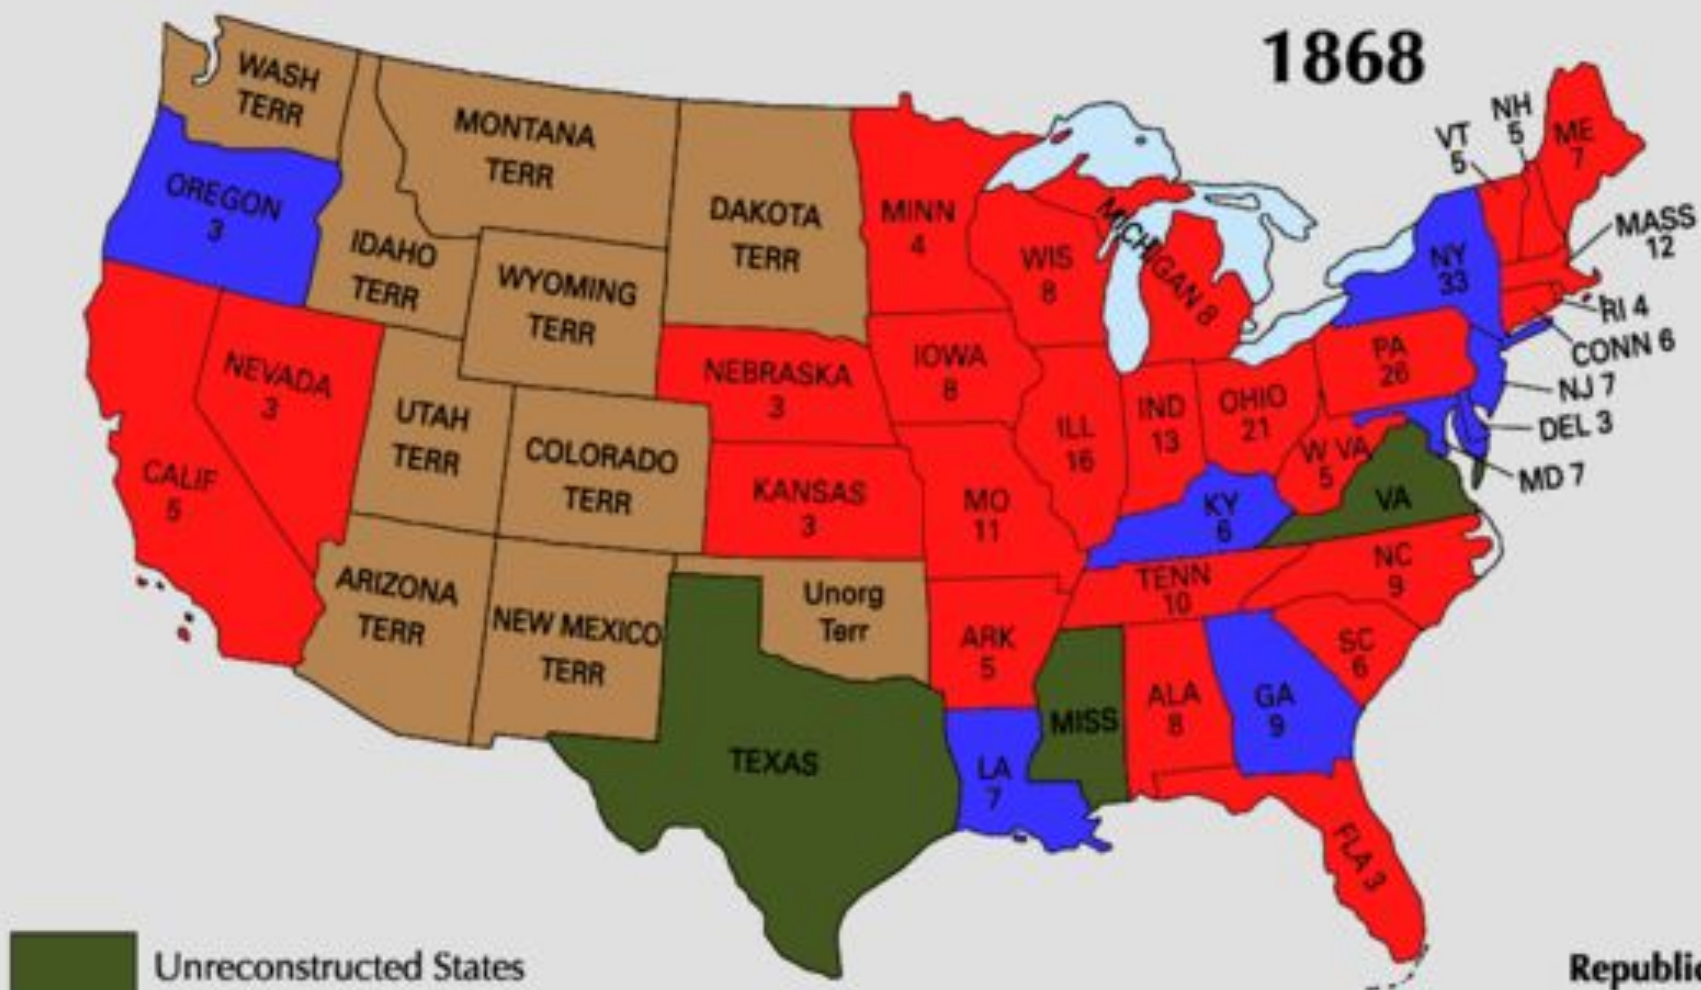 1868
WASH
TERR
MONTANA
TERR
DAKOTA
TERR
OREGON
3
IDAHO
TERR
WYOMING
TERR
MINN
4
WIS
8
MICHIGAN 8
NH
5
VT
5
ME
7
MASS
12
NY
33
RI 4
CONN 6
NJ 7
DEL 3
MD 7
PA
26
NEVADA
3
UTAH
TERR
NEBRASKA
3
IOWA
8
ILL
16
IND
13
OHIO
21
W VA
5
VA
CALIF
5
COLORADO
TERR
KANSAS
3
MO
11
KY
6
TENN
10
NC
9
ARIZONA
TERR
NEW MEXICO
TERR
Unorg
Terr
ARK
5
SC
6
TEXAS
LA
7
MISS
ALA
8
GA
9
FLA 3
Unreconstructed States
Republic